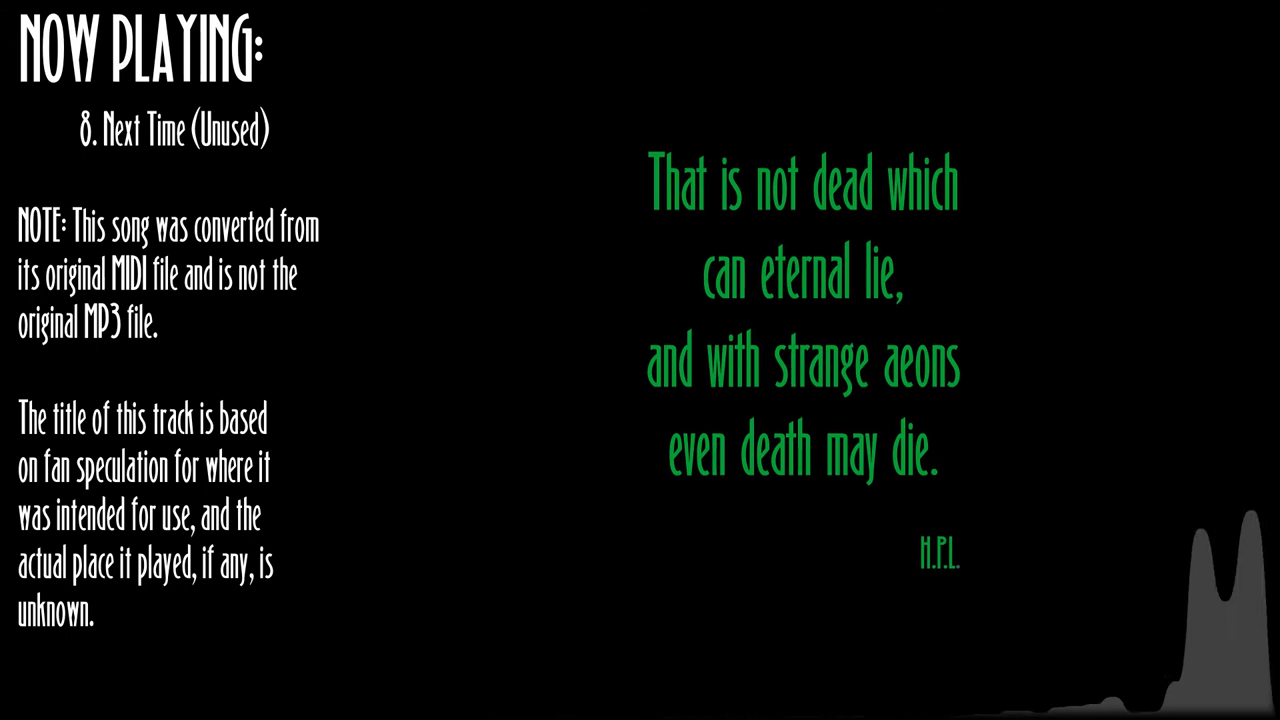 NOW PLAYING:
8. Next Time (Unused)
NOTE: This song was converted from
its original MIDI file and is not the
original MP3 file.
The title of this track is based
on fan speculation for where it
was intended for use, and the
actual place it played, if any, is
unknown.
That is not dead which
can eternal lie,
and with strange aeons
even death may die.
H.P.L.